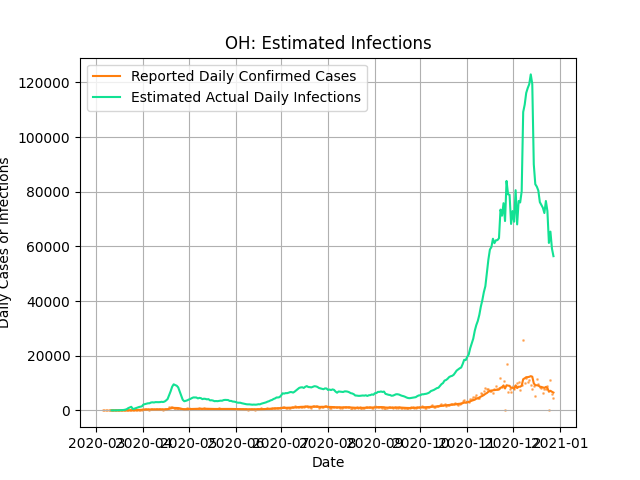 OH: Estimated Infections
Reported Daily Confirmed Cases
Estimated Actual Daily Infections
Daily Cases or Infections
120000
100000
80000
60000
40000
20000
0
2020-03 2020-04 2020-05 2020-06 2020-07 2020-08 2020-09 2020-10 2020-11 2020-12 2021-01
Date